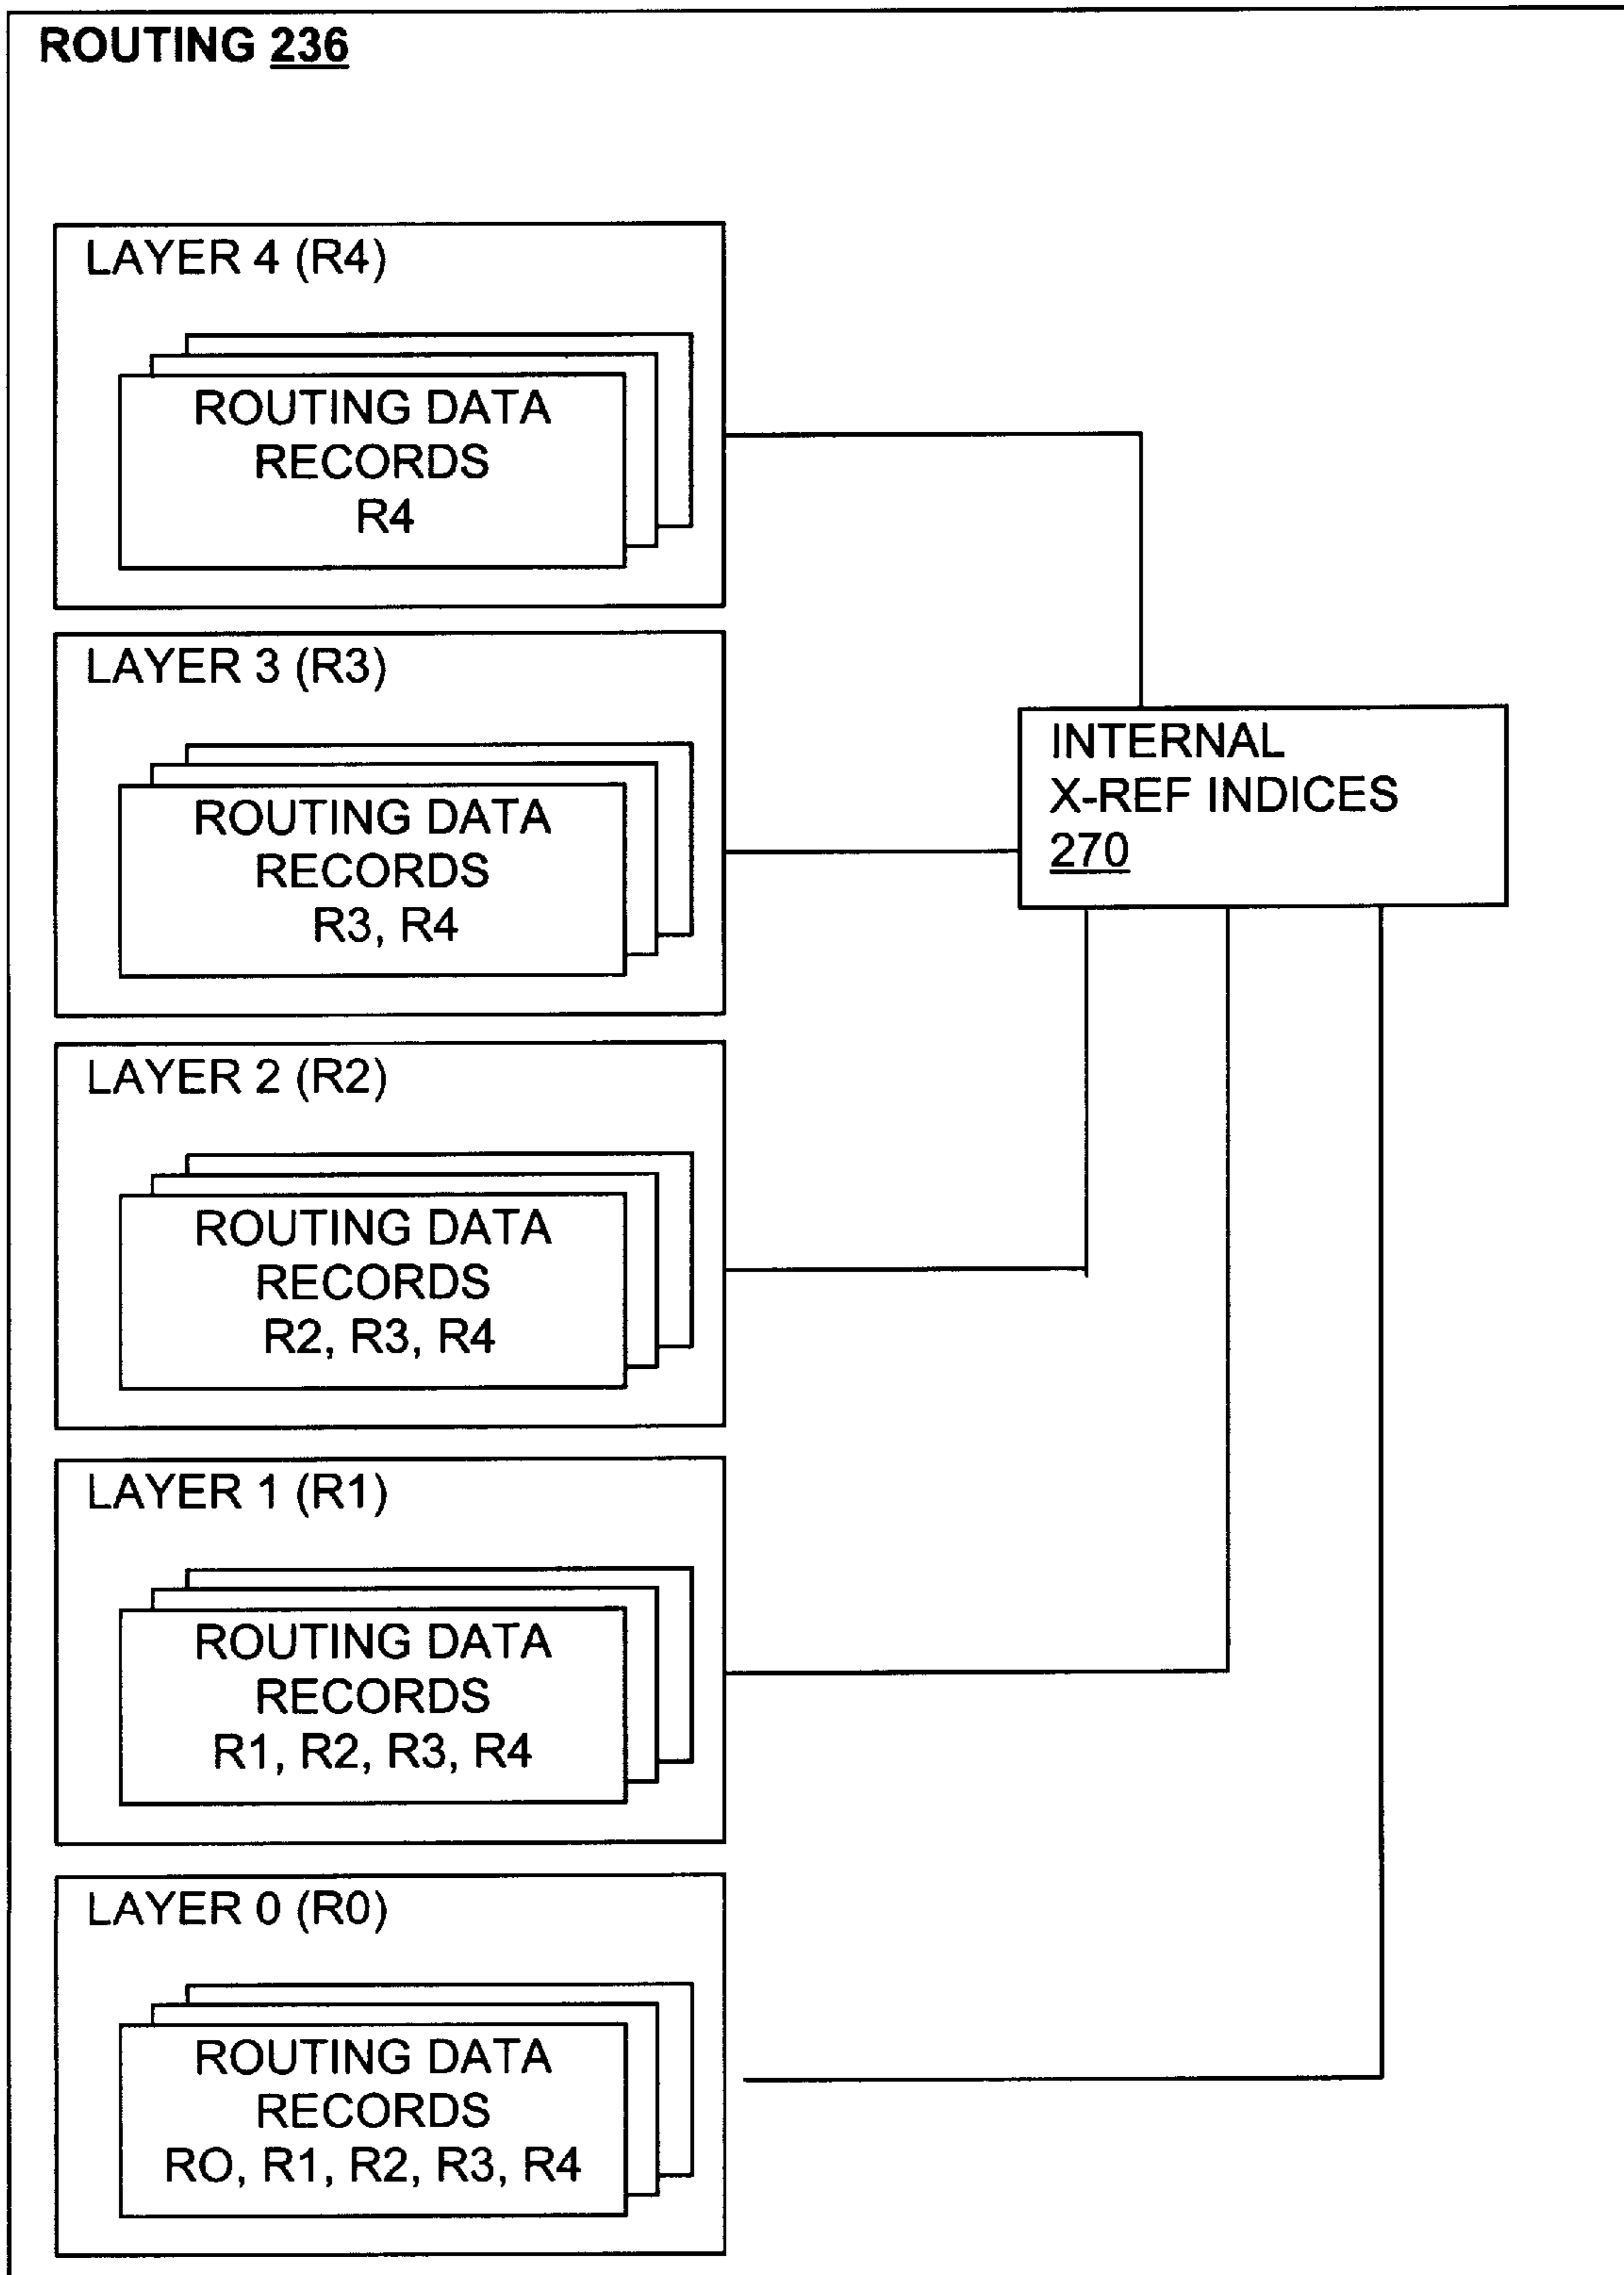 ROUTING 236
LAYER 4 (R4)
ROUTING DATA
RECORDS
R4
LAYER 3 (R3)
ROUTING DATA
RECORDS
R3, R4
INTERNAL
X-REF INDICES
270
LAYER 2 (R2)
ROUTING DATA
RECORDS
R2, R3, R4
LAYER 1 (R1)
ROUTING DATA
RECORDS
R1, R2, R3, R4
LAYER 0 (R0)
ROUTING DATA
RECORDS
RO, R1, R2, R3, R4